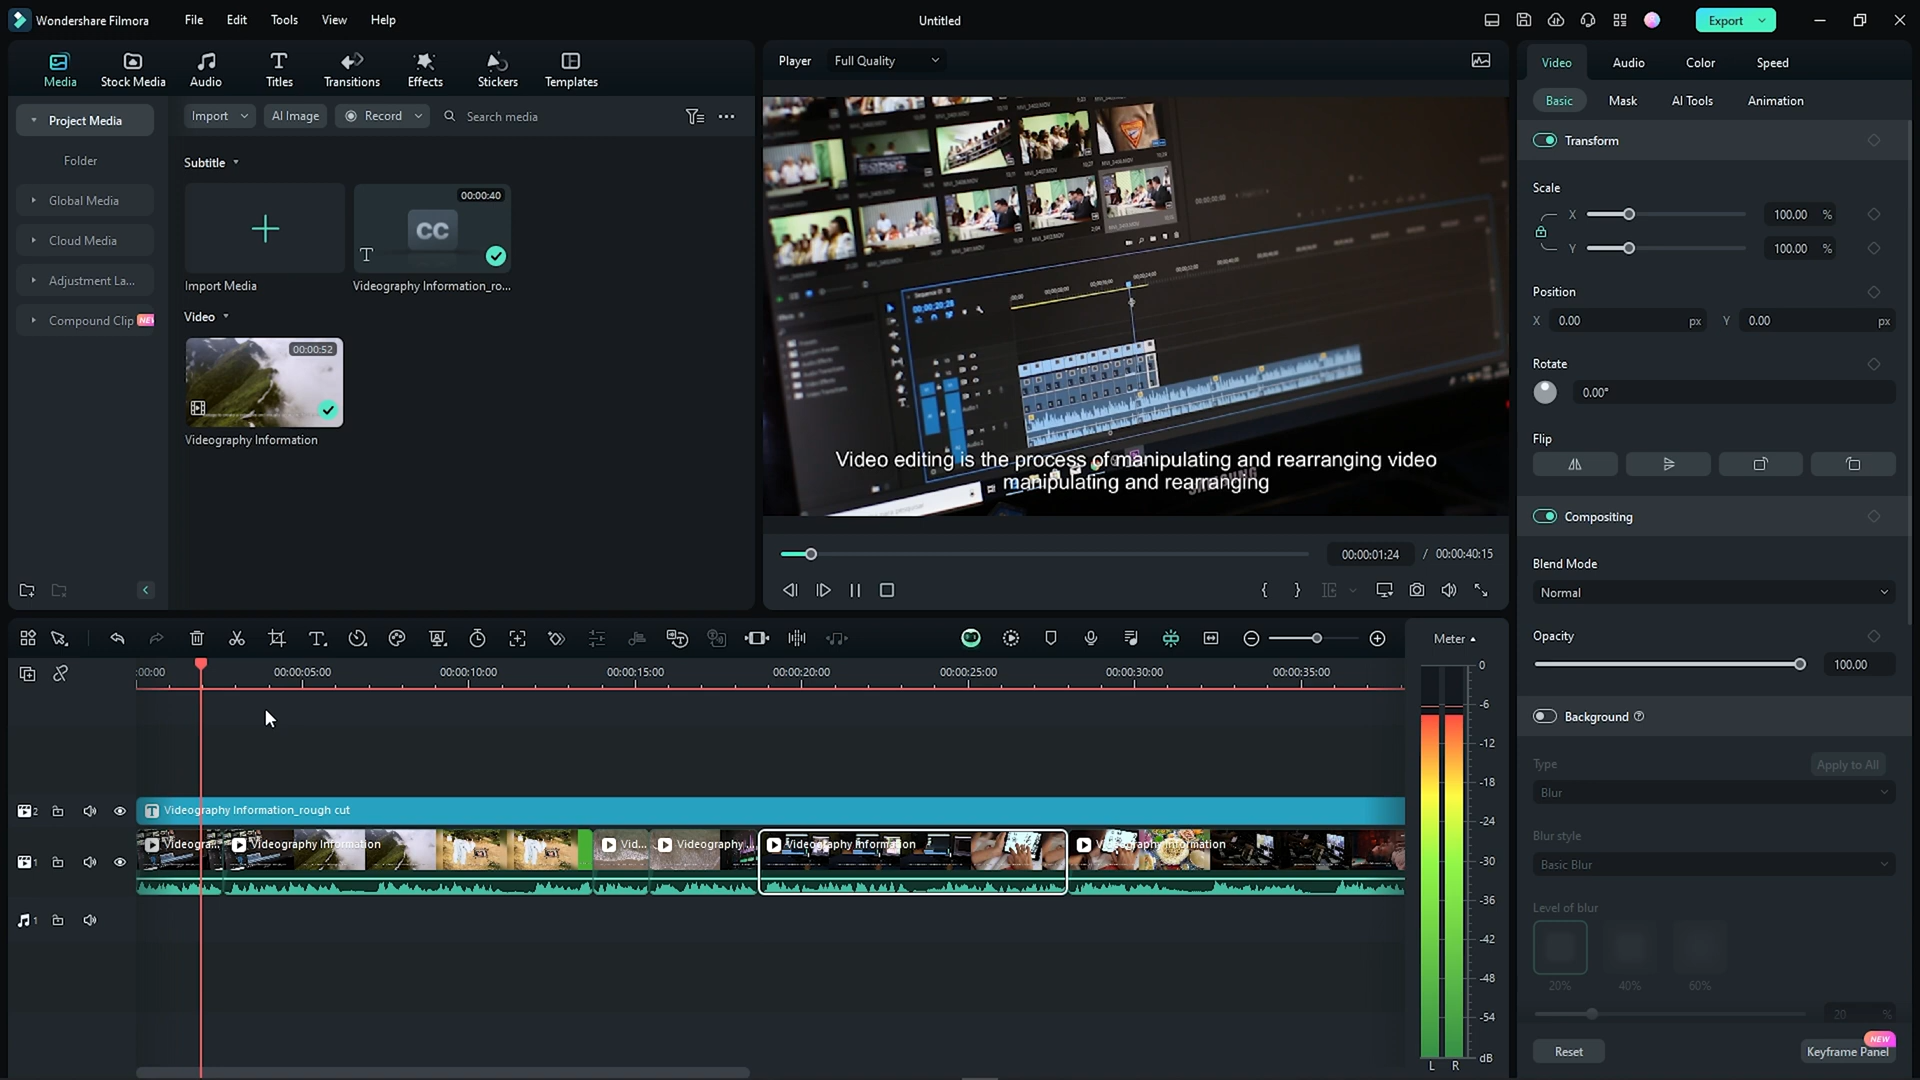 Wondershare Filmora
File Edit Tools View Help
Untitled
Export
Media
Stock Media
Audio
Titles
Transitions
Effects
Stickers
Templates
Player
Full Quality
Video Audio Color Speed
Basic Mask AI Tools Animation
Project Media
Folder
Global Media
Cloud Media
Adjustment La...
Compound Clip NEW
Import
AI Image
Record
Search media
Subtitle
00:00:40
CC
T
Import Media
Videography Information_ro...
Video
00:00:52
Videography Information
Video editing is the process of manipulating and rearranging video
manipulating and rearranging
SAMSUNG
00:00:01:24 / 00:00:40:15
Transform
Scale
X 100.00 %
Y 100.00 %
Position
X 0.00 px Y 0.00 px
Rotate
0.00°
Flip
Compositing
Blend Mode
Normal
Opacity
100.00
Background
Type
Apply to All
Blur
Blur style
Basic Blur
Level of blur
20% 40% 60%
20 %
Reset
NEW
Keyframe Panel
Meter
:00:00 00:00:05:00 00:00:10:00 00:00:15:00 00:00:20:00 00:00:25:00 00:00:30:00 00:00:35:00
2
Videography Information_rough cut
1
Videogra...
Videography Information
Vid...
Videography ...
Videography Information
Videography Information
1
0
-6
-12
-18
-24
-30
-36
-42
-48
-54
dB
L R